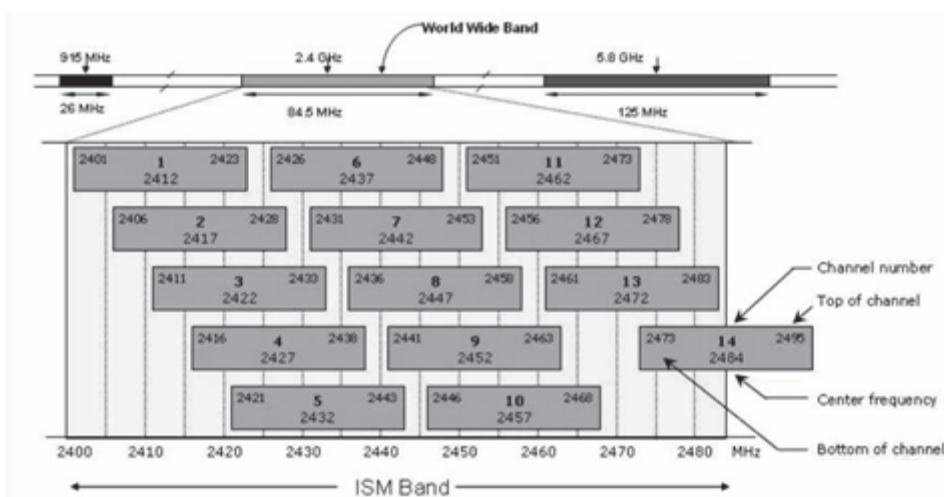 World Wide Band
915 MHz
2.4 GHz
5.8 GHz
26 MHz
84.5 MHz
125 MHz
2401 1 2423
2412
2426 6 2448
2437
2451 11 2473
2462
2406 2 2428
2417
2431 7 2453
2442
2456 12 2478
2467
2411 3 2433
2422
2436 8 2458
2447
2461 13 2483
2472
Channel number
Top of channel
2416 4 2438
2427
2441 9 2463
2452
2473 14 2495
2484
2421 5 2443
2432
2446 10 2468
2457
Center frequency
Bottom of channel
2400 2410 2420 2430 2440 2450 2460 2470 2480 MHz
ISM Band